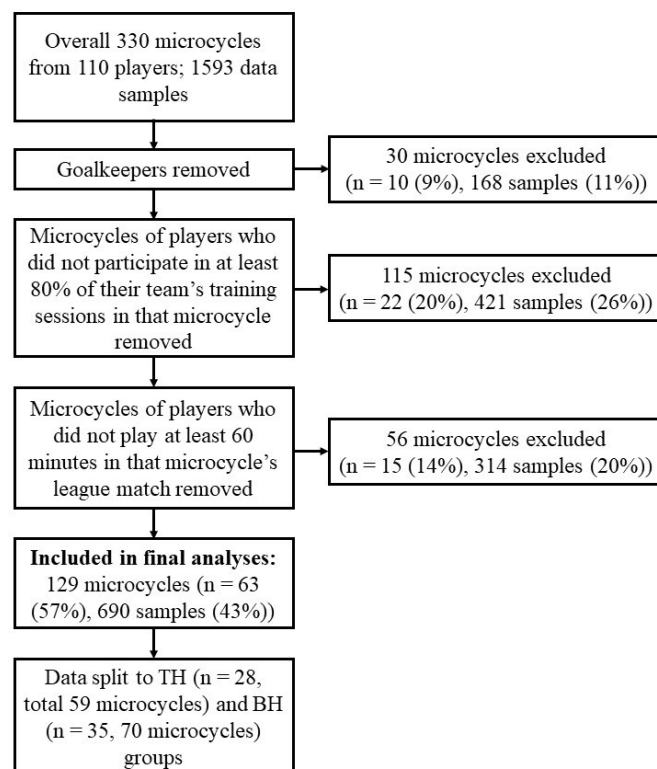 Overall 330 microcycles
from 110 players; 1593 data
samples
Goalkeepers removed
30 microcycles excluded
(n = 10 (9%), 168 samples (11%))
Microcycles of players who
did not participate in at least
80% of their team's training
sessions in that microcycle
removed
115 microcycles excluded
(n = 22 (20%), 421 samples (26%))
Microcycles of players who
did not play at least 60
minutes in that microcycle's
league match removed
56 microcycles excluded
(n = 15 (14%), 314 samples (20%))
Included in final analyses:
129 microcycles (n = 63
(57%), 690 samples (43%))
Data split to TH (n = 28,
total 59 microcycles) and BH
(n = 35, 70 microcycles)
groups